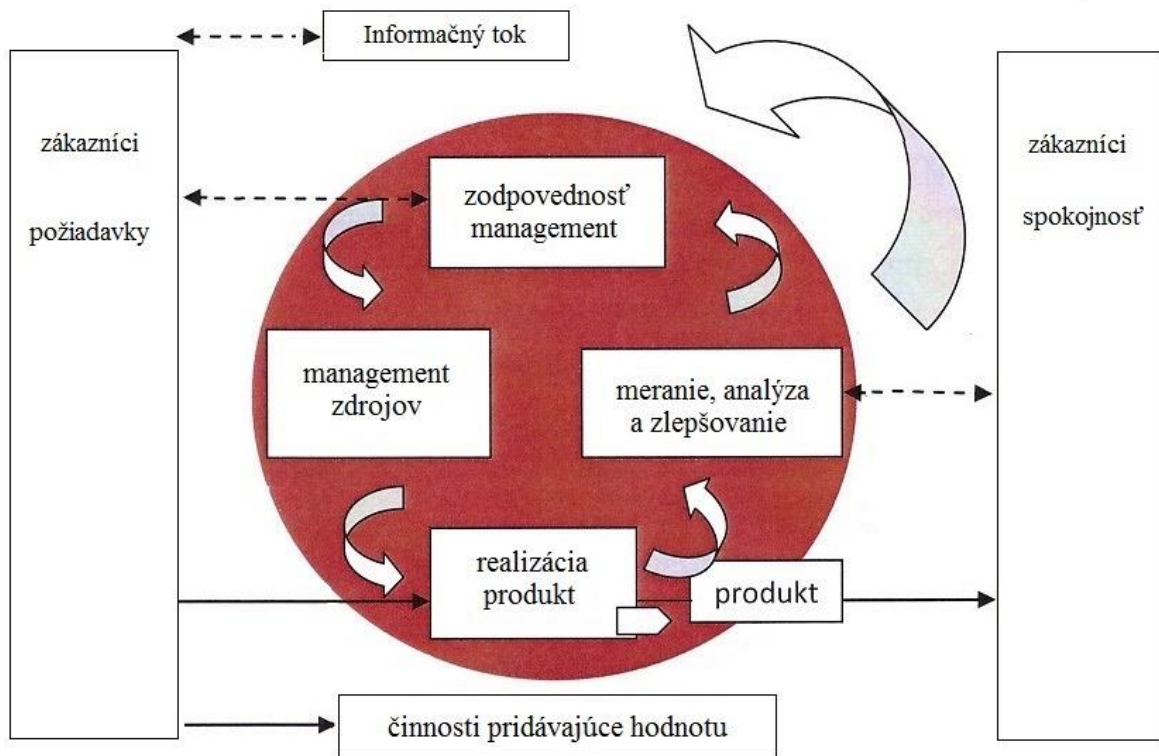 Informačný tok
zákazníci
požiadavky
zodpovednosť
management
zákazníci
spokojnosť
management
zdrojov
meranie, analýza
a zlepšovanie
realizácia
produkt
produkt
činnosti pridávajúce hodnotu